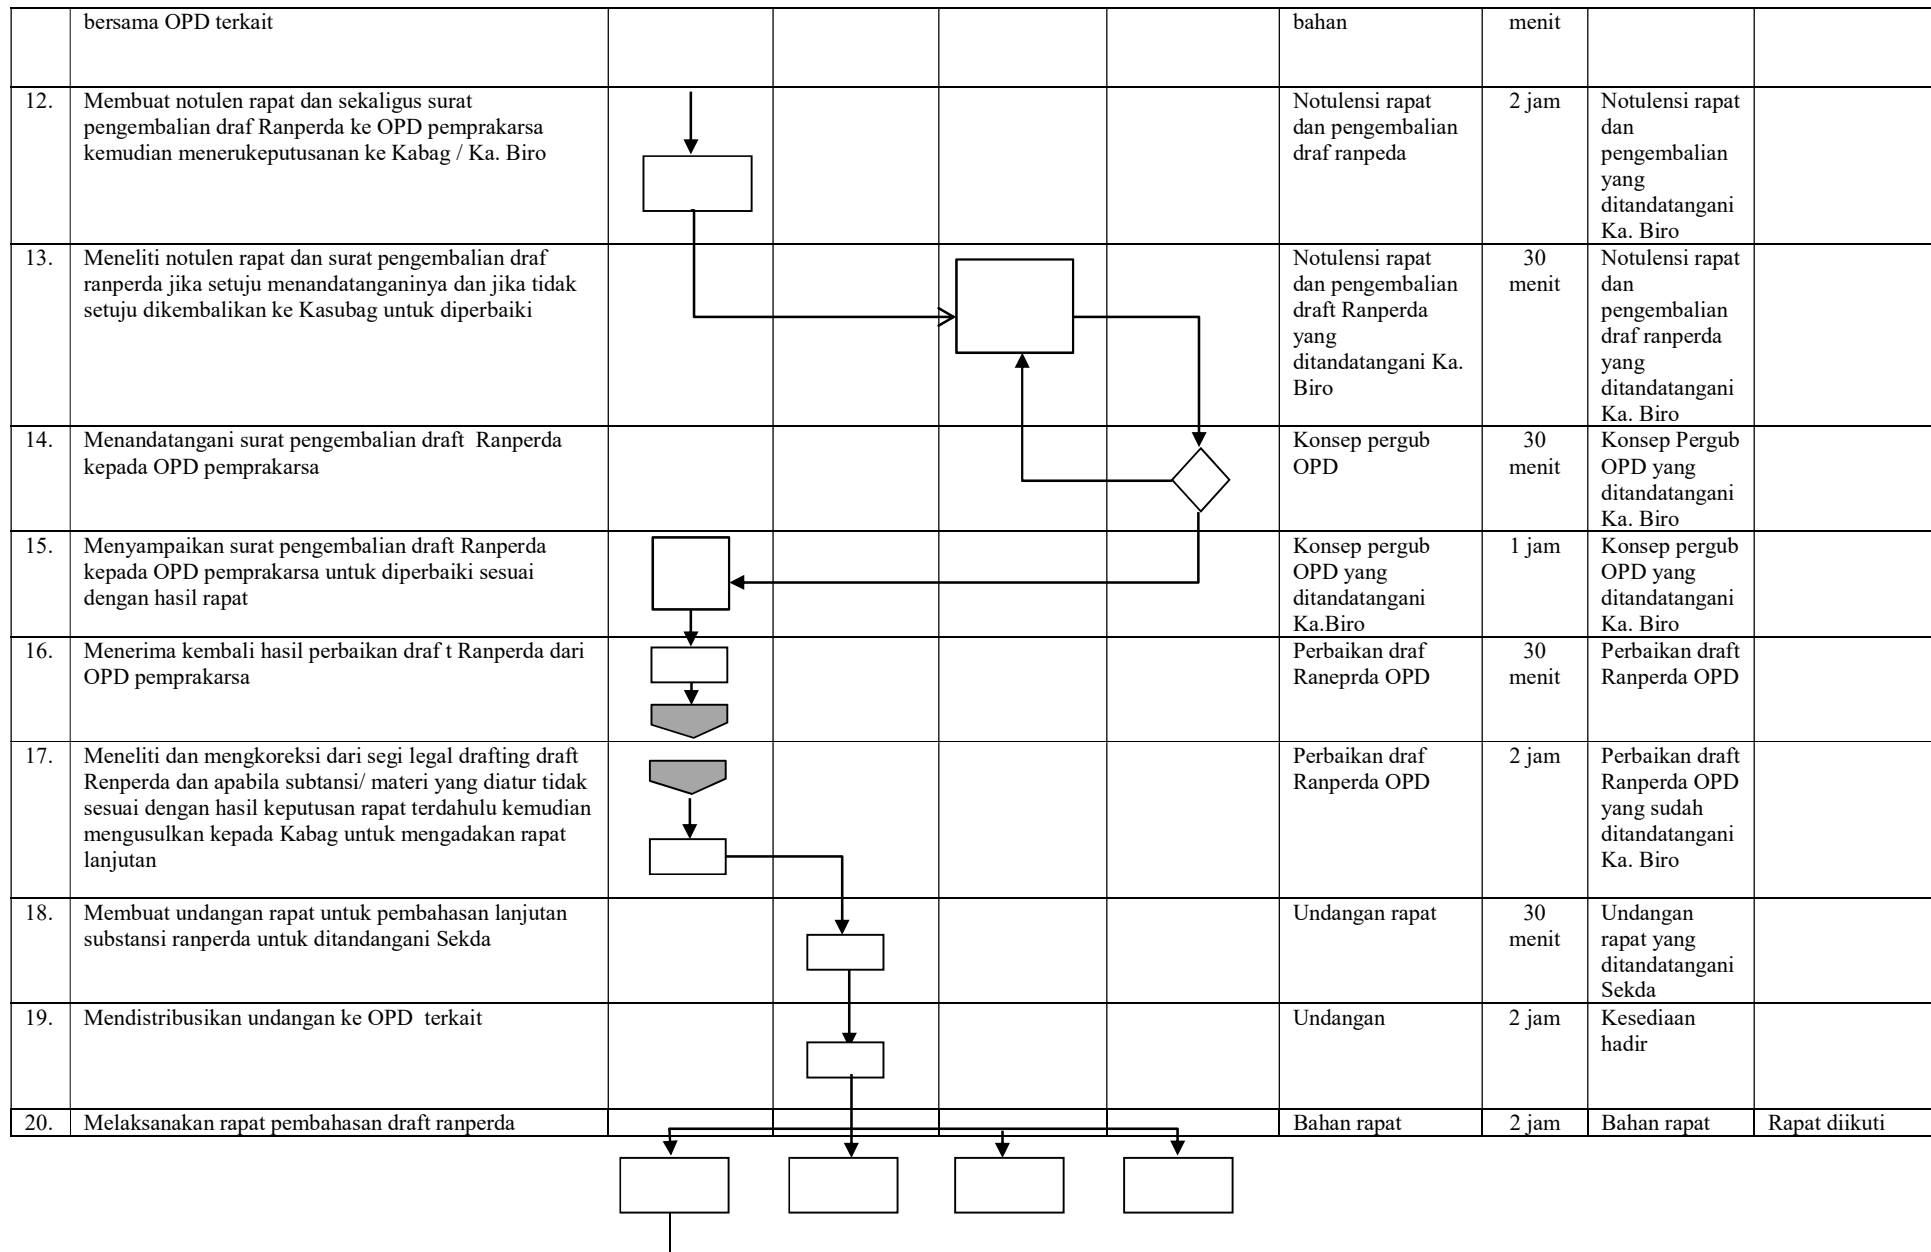 bersama OPD terkait
bahan
menit
12.
Membuat notulen rapat dan sekaligus surat
pengembalian draf Ranperda ke OPD pemprakarsa
kemudian menerukeputusanan ke Kabag / Ka. Biro
Notulensi rapat
dan pengembalian
draf ranpeda
2 jam
Notulensi rapat
dan
pengembalian
yang
ditandatangani
Ka. Biro
13.
Meneliti notulen rapat dan surat pengembalian draf
ranperda jika setuju menandatanganinya dan jika tidak
setuju dikembalikan ke Kasubag untuk diperbaiki
Notulensi rapat
dan pengembalian
draft Ranperda
yang
ditandatangani Ka.
Biro
30
menit
Notulensi rapat
dan
pengembalian
draf ranperda
yang
ditandatangani
Ka. Biro
14.
Menandatangani surat pengembalian draft  Ranperda
kepada OPD pemprakarsa
Konsep pergub
OPD
30
menit
Konsep Pergub
OPD yang
ditandatangani
Ka. Biro
15.
Menyampaikan surat pengembalian draft Ranperda
kepada OPD pemprakarsa untuk diperbaiki sesuai
dengan hasil rapat
Konsep pergub
OPD yang
ditandatangani
Ka.Biro
1 jam
Konsep pergub
OPD yang
ditandatangani
Ka. Biro
16.
Menerima kembali hasil perbaikan draf t Ranperda dari
OPD pemprakarsa
Perbaikan draf
Raneprda OPD
30
menit
Perbaikan draft
Ranperda OPD
17.
Meneliti dan mengkoreksi dari segi legal drafting draft
Renperda dan apabila subtansi/ materi yang diatur tidak
sesuai dengan hasil keputusan rapat terdahulu kemudian
mengusulkan kepada Kabag untuk mengadakan rapat
lanjutan
Perbaikan draf
Ranperda OPD
2 jam
Perbaikan draft
Ranperda OPD
yang sudah
ditandatangani
Ka. Biro
18.
Membuat undangan rapat untuk pembahasan lanjutan
substansi ranperda untuk ditandangani Sekda
Undangan rapat
30
menit
Undangan
rapat yang
ditandatangani
Sekda
19.
Mendistribusikan undangan ke OPD  terkait
Undangan
2 jam
Kesediaan
hadir
20.
Melaksanakan rapat pembahasan draft ranperda
Bahan rapat
2 jam
Bahan rapat
Rapat diikuti